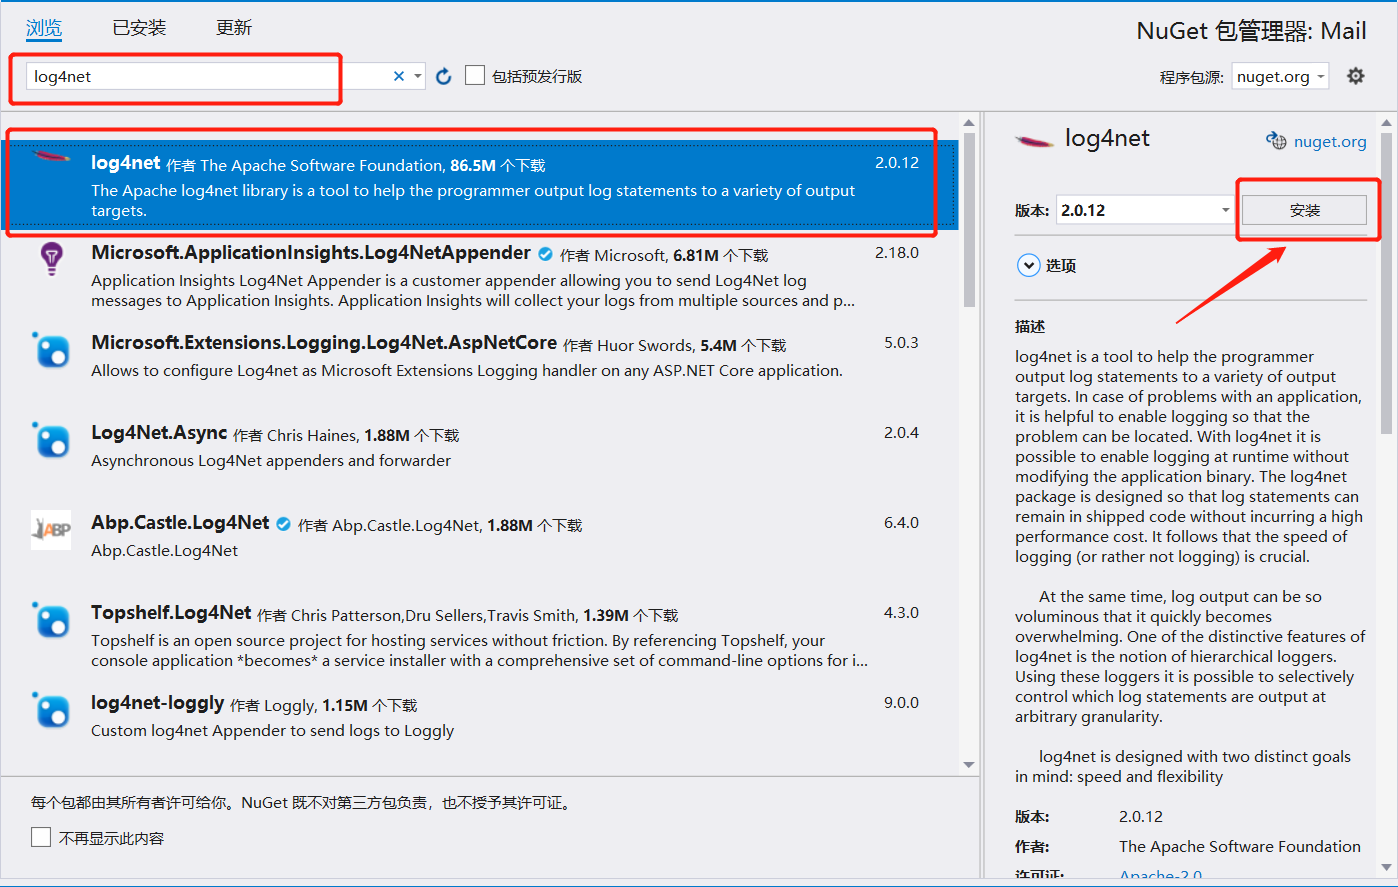 浏览 已安装 更新
NuGet 包管理器: Mail
log4net
包括预发行版
程序包源: nuget.org
log4net 作者 The Apache Software Foundation, 86.5M 个下载 2.0.12
The Apache log4net library is a tool to help the programmer output log statements to a variety of output
targets.
Microsoft.ApplicationInsights.Log4NetAppender 作者 Microsoft, 6.81M 个下载 2.18.0
Application Insights Log4Net Appender is a customer appender allowing you to send Log4Net log
messages to Application Insights. Application Insights will collect your logs from multiple sources and p...
Microsoft.Extensions.Logging.Log4Net.AspNetCore 作者 Huor Swords, 5.4M 个下载 5.0.3
Allows to configure Log4net as Microsoft Extensions Logging handler on any ASP.NET Core application.
Log4Net.Async 作者 Chris Haines, 1.88M 个下载 2.0.4
Asynchronous Log4Net appenders and forwarder
ABP
Abp.Castle.Log4Net 作者 Abp.Castle.Log4Net, 1.88M 个下载 6.4.0
Abp.Castle.Log4Net
Topshelf.Log4Net 作者 Chris Patterson,Dru Sellers,Travis Smith, 1.39M 个下载 4.3.0
Topshelf is an open source project for hosting services without friction. By referencing Topshelf, your
console application *becomes* a service installer with a comprehensive set of command-line options for i...
log4net-loggly 作者 Loggly, 1.15M 个下载 9.0.0
Custom log4net Appender to send logs to Loggly
每个包都由其所有者许可给你。NuGet 既不对第三方包负责，也不授予其许可证。
不再显示此内容
log4net nuget.org
版本: 2.0.12 安装
选项
描述
log4net is a tool to help the programmer
output log statements to a variety of output
targets. In case of problems with an application,
it is helpful to enable logging so that the
problem can be located. With log4net it is
possible to enable logging at runtime without
modifying the application binary. The log4net
package is designed so that log statements can
remain in shipped code without incurring a high
performance cost. It follows that the speed of
logging (or rather not logging) is crucial.
At the same time, log output can be so
voluminous that it quickly becomes
overwhelming. One of the distinctive features of
log4net is the notion of hierarchical loggers.
Using these loggers it is possible to selectively
control which log statements are output at
arbitrary granularity.
log4net is designed with two distinct goals
in mind: speed and flexibility
版本: 2.0.12
作者: The Apache Software Foundation
许可证: Apache-2.0